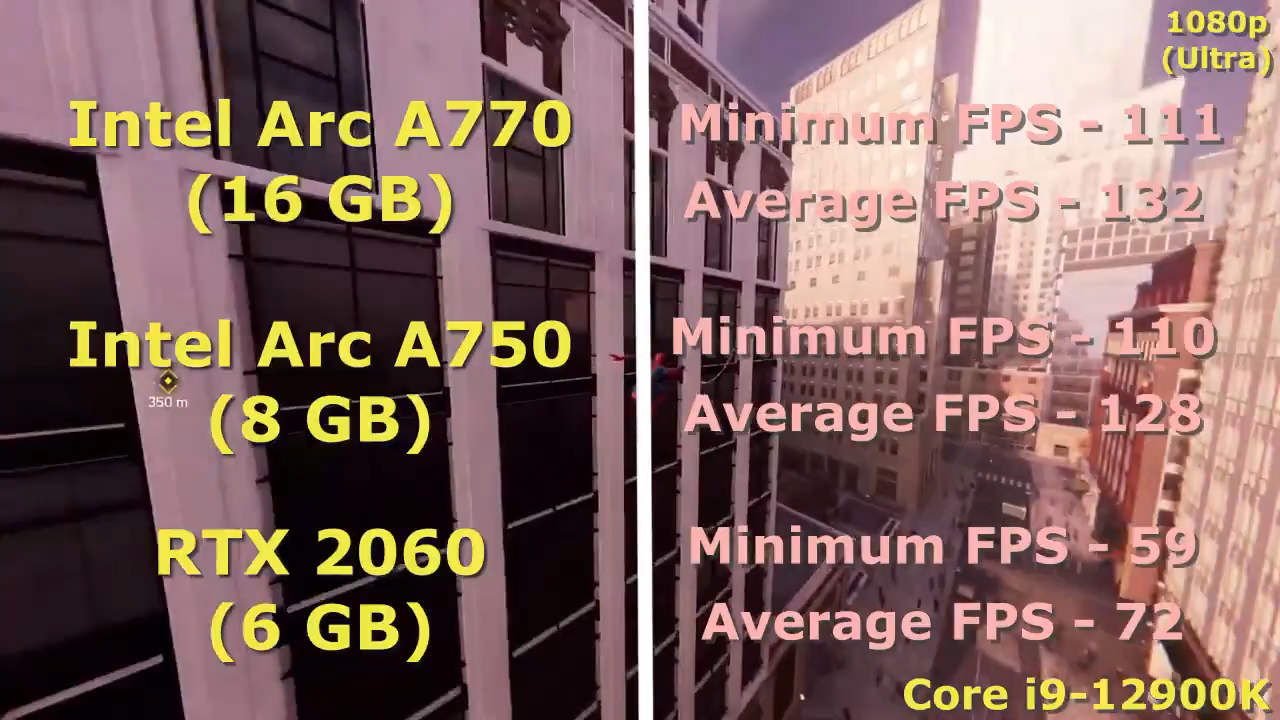 1080p
(Ultra)
Intel Arc A770
(16 GB)
Minimum FPS - 111
Average FPS - 132
Intel Arc A750
(8 GB)
Minimum FPS - 110
Average FPS - 128
350 m
RTX 2060
(6 GB)
Minimum FPS - 59
Average FPS - 72
Core i9-12900K